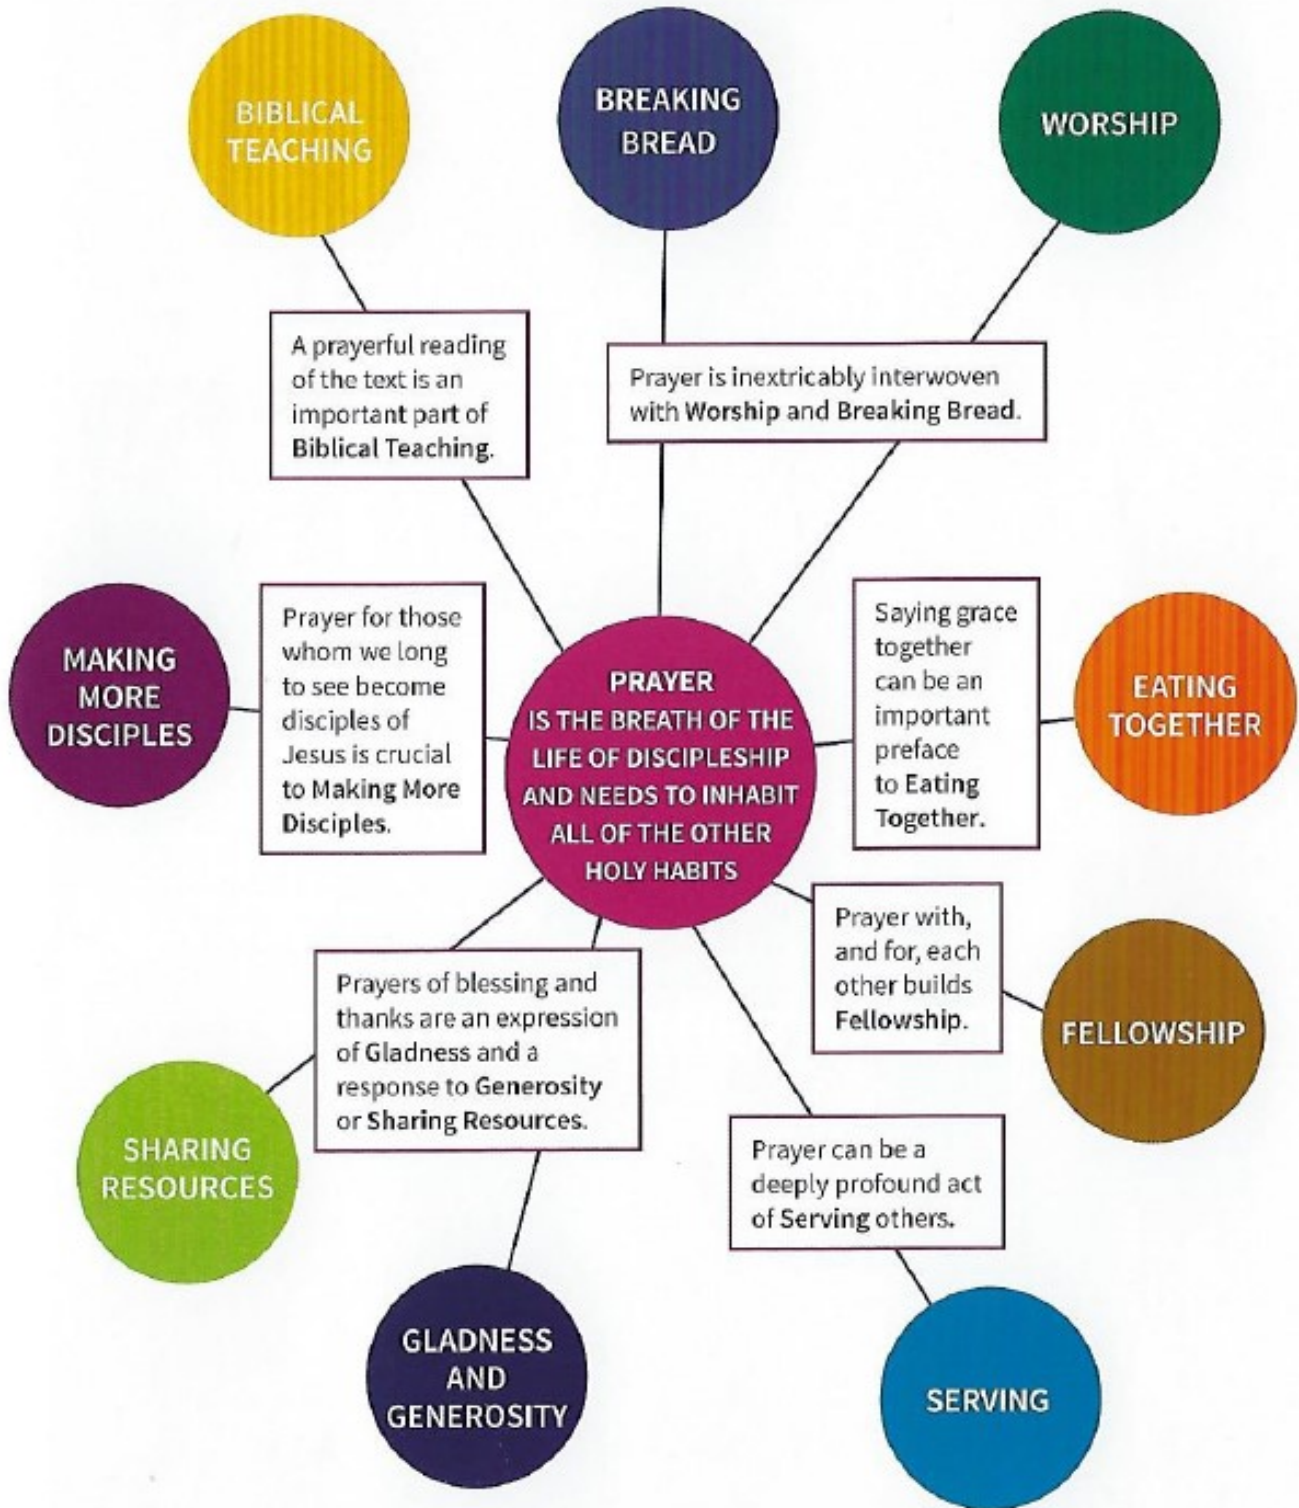 BIBLICAL
TEACHING
BREAKING
BREAD
WORSHIP
A prayerful reading
of the text is an
important part of
Biblical Teaching.
Prayer is inextricably interwoven
with Worship and Breaking Bread.
MAKING
MORE
DISCIPLES
Prayer for those
whom we long
to see become
disciples of
Jesus is crucial
to Making More
Disciples.
PRAYER
IS THE BREATH OF THE
LIFE OF DISCIPLESHIP
AND NEEDS TO INHABIT
ALL OF THE OTHER
HOLY HABITS
Saying grace
together
can be an
important
preface
to Eating
Together.
EATING
TOGETHER
Prayer with,
and for, each
other builds
Fellowship.
FELLOWSHIP
Prayers of blessing and
thanks are an expression
of Gladness and a
response to Generosity
or Sharing Resources.
SHARING
RESOURCES
Prayer can be a
deeply profound act
of Serving others.
GLADNESS
AND
GENEROSITY
SERVING